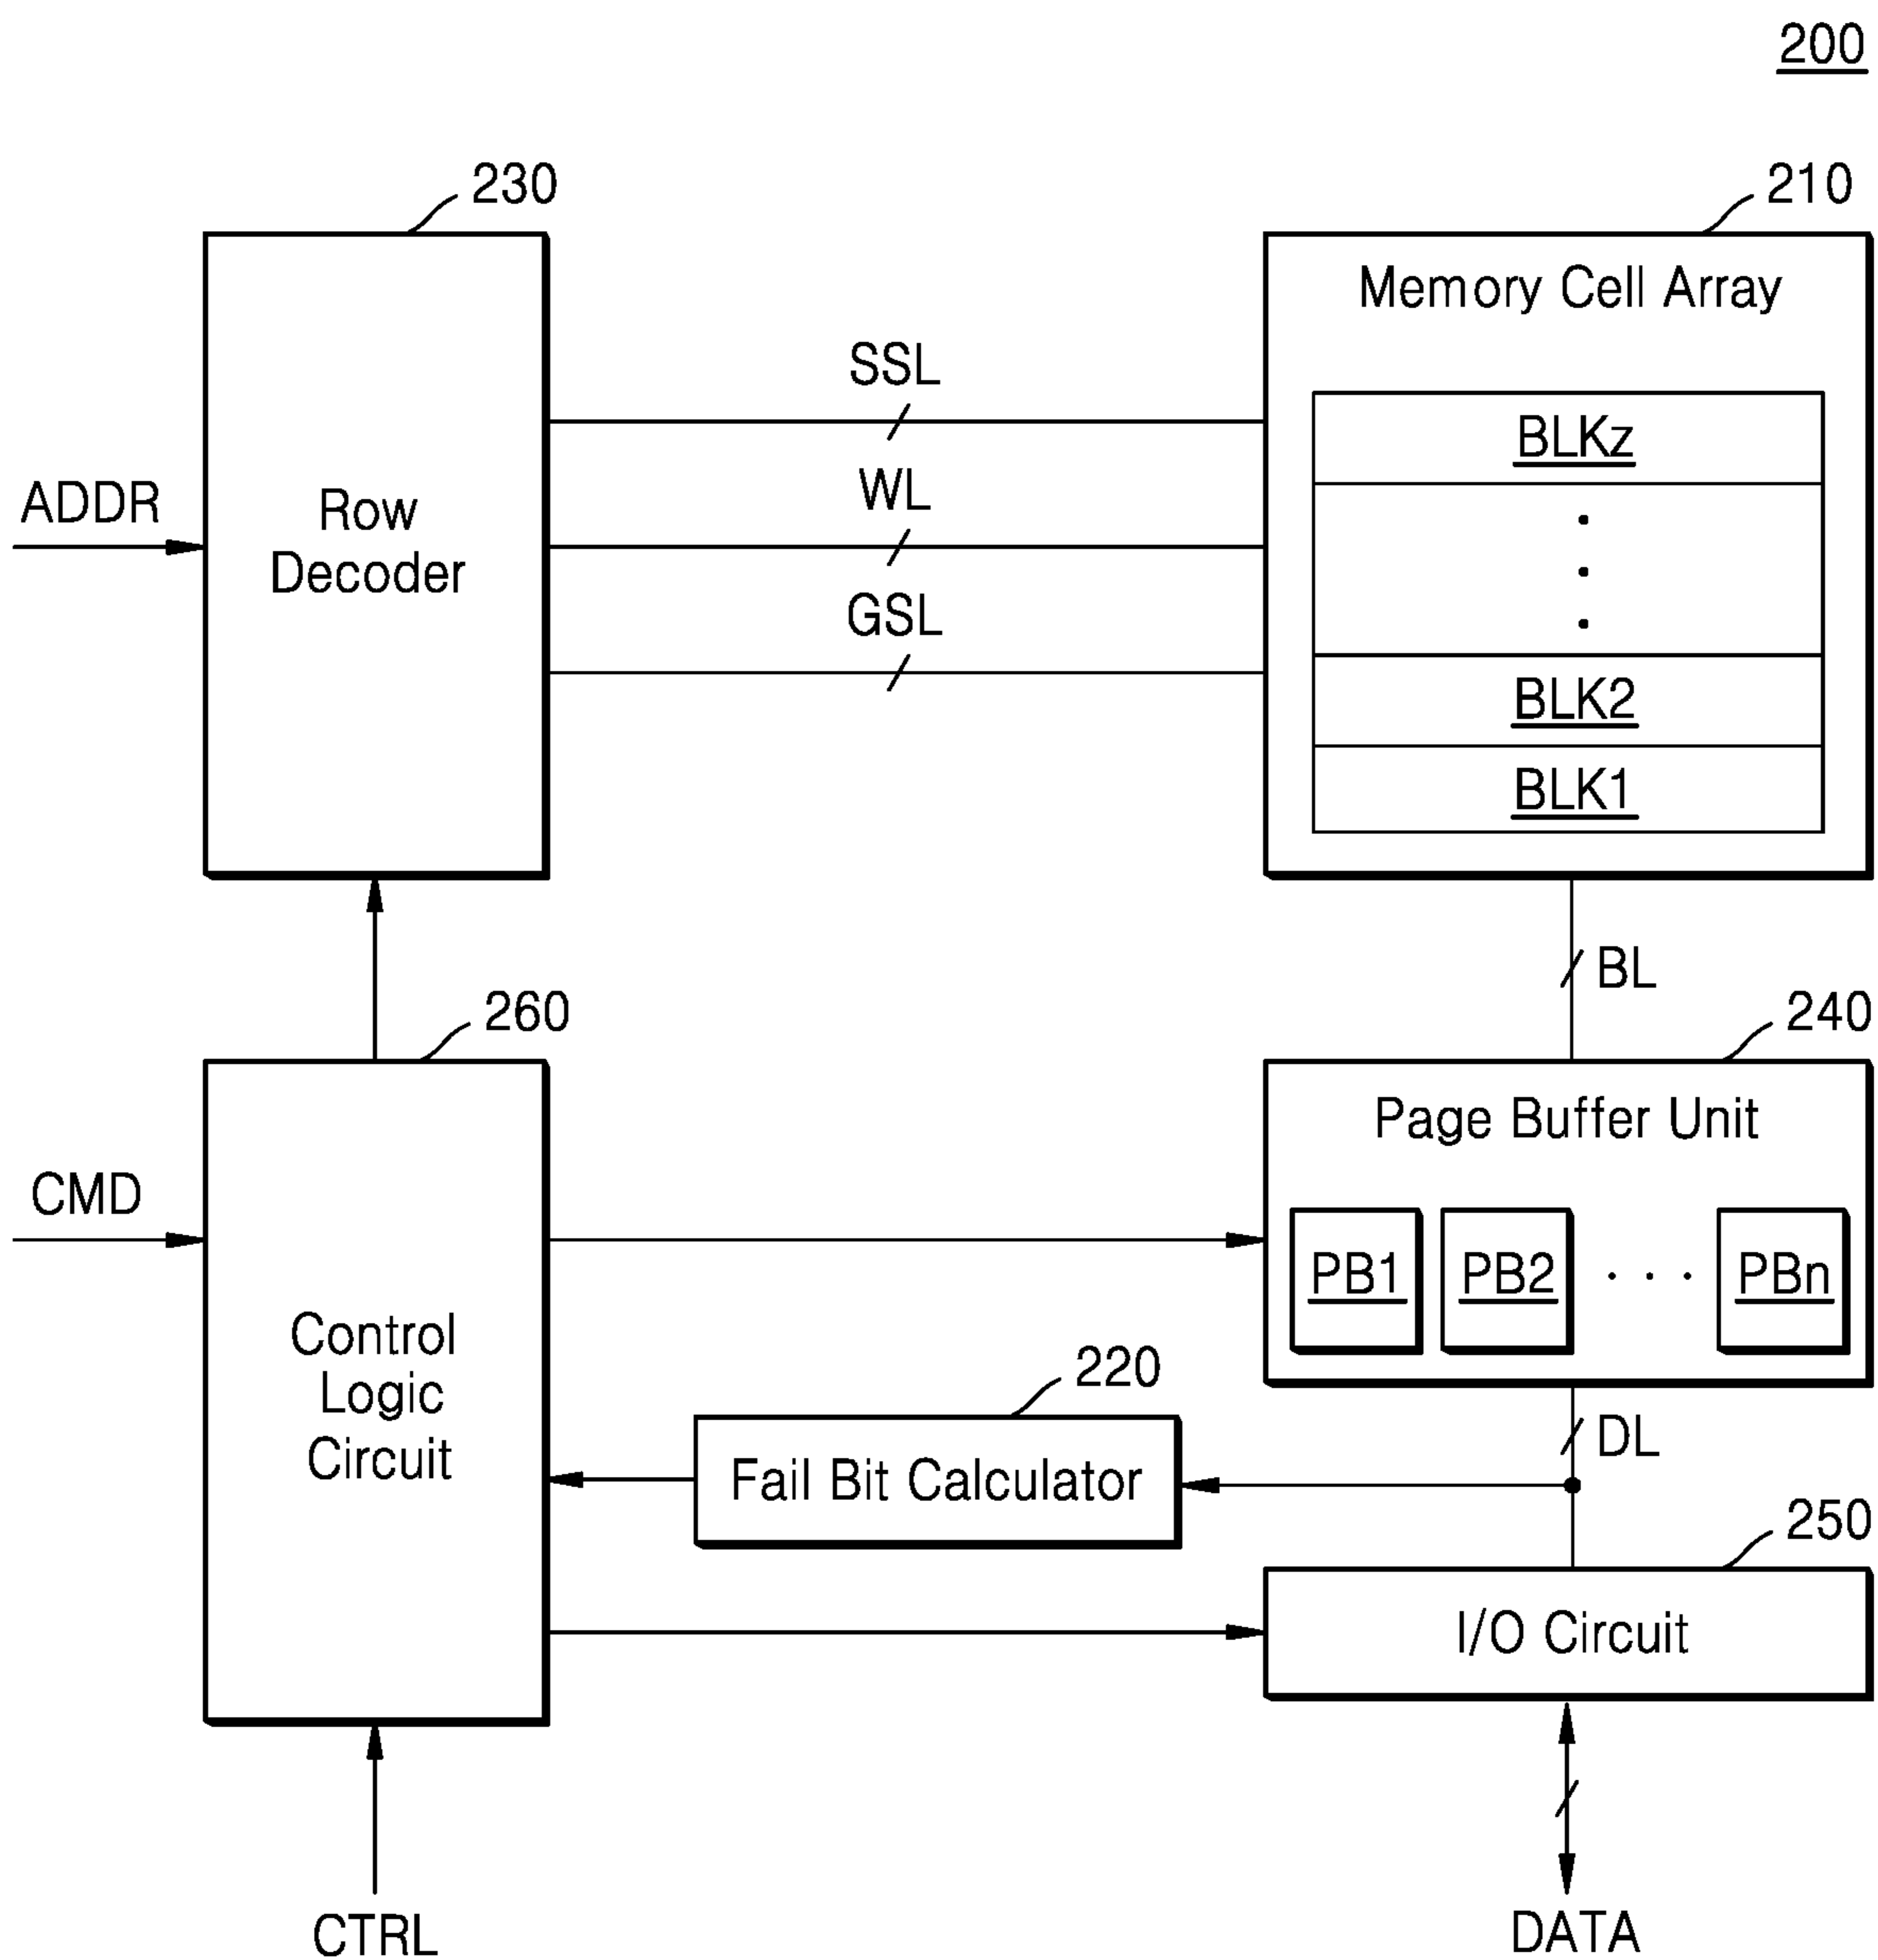 200
230
210
Memory Cell Array
SSL
BLKz
ADDR
Row
Decoder
WL
GSL
BLK2
BLK1
BL
260
240
Page Buffer Unit
CMD
PB1 PB2 . . . PBn
Control
Logic
Circuit
220
DL
Fail Bit Calculator
250
I/O Circuit
CTRL
DATA